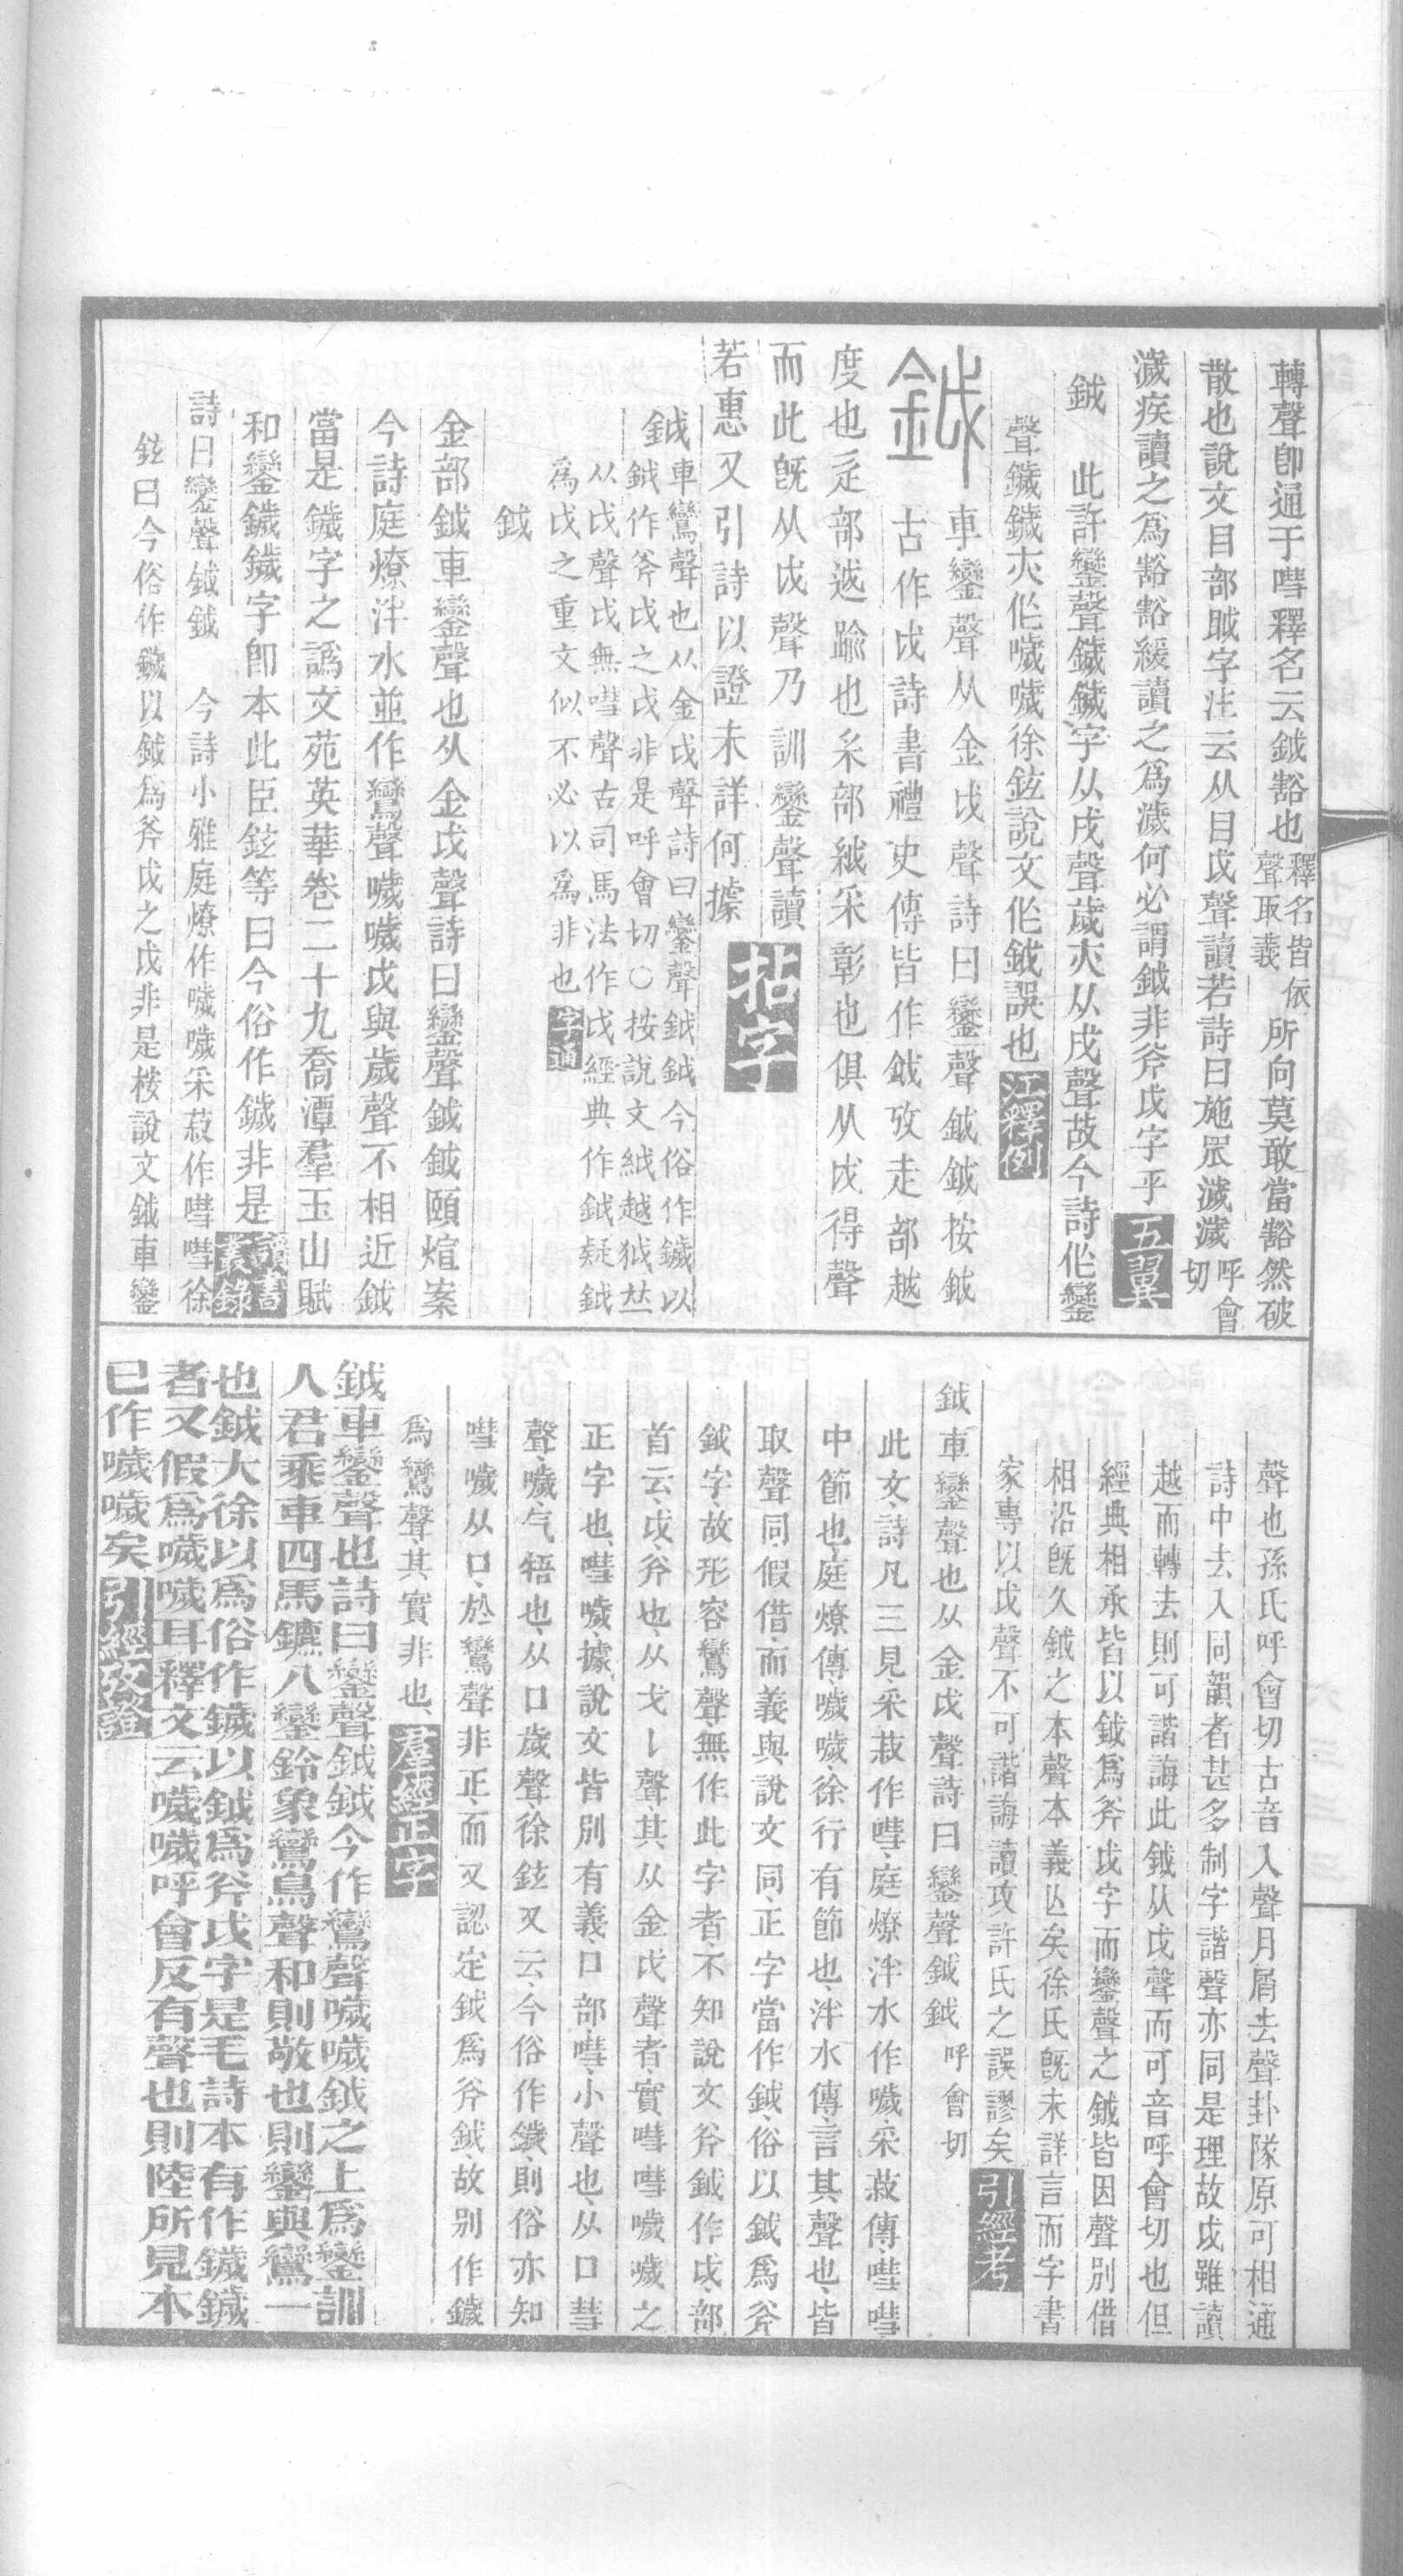 轉聲卽通于嘒釋名云鉞豁也釋名皆依聲取義所向莫敢當豁然破
散也說文目部眓字注云从目戉聲讀若詩曰施罛濊濊呼會切
濊疾讀之爲豁豁緩讀之爲濊何必謂鉞非斧戉字乎五翼
鉞　此許鑾聲鐬鐬字从戌聲歲亦从戌聲故今詩作鑾
聲鐬鐬亦作噦噦徐鉉說文作鉞誤也江釋例
鉞車鑾聲从金戉聲詩曰鑾聲鉞鉞按鉞
古作戉詩書禮史傳皆作鉞攷走部越
度也辵部䟠踰也糸部絾采彰也俱从戉得聲
而此旣从戉聲乃訓鑾聲讀
若惠又引詩以證未詳何據拈字
鉞車鸞聲也从金戉聲詩曰鑾聲鉞鉞今俗作鐬以
鉞作斧戉之戉非是呼會切○按說文絾越狘𠀤
从戉聲戉無嘒聲古司馬法作戉經典作鉞疑鉞
爲戉之重文似不必以爲非也字通
鉞
金部鉞車鑾聲也从金戉聲詩曰鑾聲鉞鉞頤煊案
今詩庭燎泮水並作鸞聲噦噦戉與歲聲不相近鉞
當是鐬字之譌文苑英華卷二十九喬潭羣玉山賦
和鑾鐬鐬字卽本此臣鉉等曰今俗作鐬非是讀書叢錄
詩曰鑾聲鉞鉞　今詩小雅庭燎作噦噦采菽作嘒嘒徐
鉉曰今俗作鐬以鉞爲斧戉之戉非是桉說文鉞車鑾
聲也孫氏呼會切古音入聲月屑去聲卦隊原可相通
詩中去入同韻者甚多制字諧聲亦同是理故戉雖讀
越而轉去則可諧誨此鉞从戉聲而可音呼會切也但
經典相承皆以鉞爲斧戉字而鑾聲之鉞皆因聲別借
相沿旣久鉞之本聲本義亾矣徐氏旣未詳言而字書
家專以戉聲不可諧誨讀攻許氏之誤謬矣引經考
鉞車鑾聲也从金戉聲詩曰鑾聲鉞鉞呼會切
此文詩凡三見采菽作嘒庭燎泮水作噦采菽傳嘒嘒
中節也庭燎傳噦噦徐行有節也泮水傳言其聲也皆
取聲同假借而義與說文同正字當作鉞俗以鉞爲斧
鉞字故形容鸞聲無作此字者不知說文斧鉞作戉部
首云戉斧也从戈𠄌聲其从金戉聲者實嘒嘒噦噦之
正字也嘒噦據說文皆別有義口部嘒小聲也从口彗
聲噦气牾也从口歲聲徐鉉又云今俗作鐬則俗亦知
嘒噦从口於鸞聲非正而又認定鉞爲斧鉞故別作鐬
爲鸞聲其實非也羣經正字
鉞車鑾聲也詩曰鑾聲鉞鉞今作鸞聲噦噦鉞之上爲鑾訓
人君乘車四馬鑣八鑾鈴象鸞鳥聲和則敬也則鑾與鸞一
也鉞大徐以爲俗作鐬以鉞爲斧戉字是毛詩本有作鐬鐬
者又假爲噦噦耳釋文云噦噦呼會反有聲也則陸所見本
已作噦噦矣引經攷證